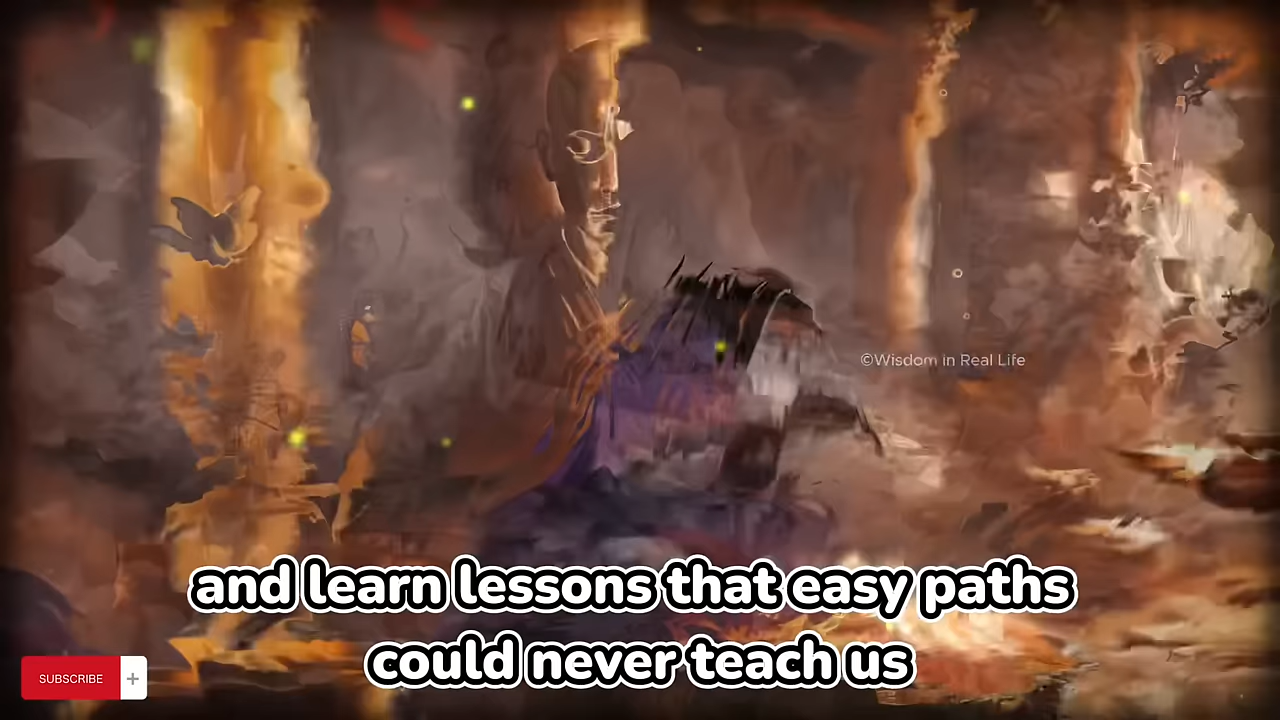 ©Wisdom in Real Life
and learn lessons that easy paths
could never teach us
SUBSCRIBE +